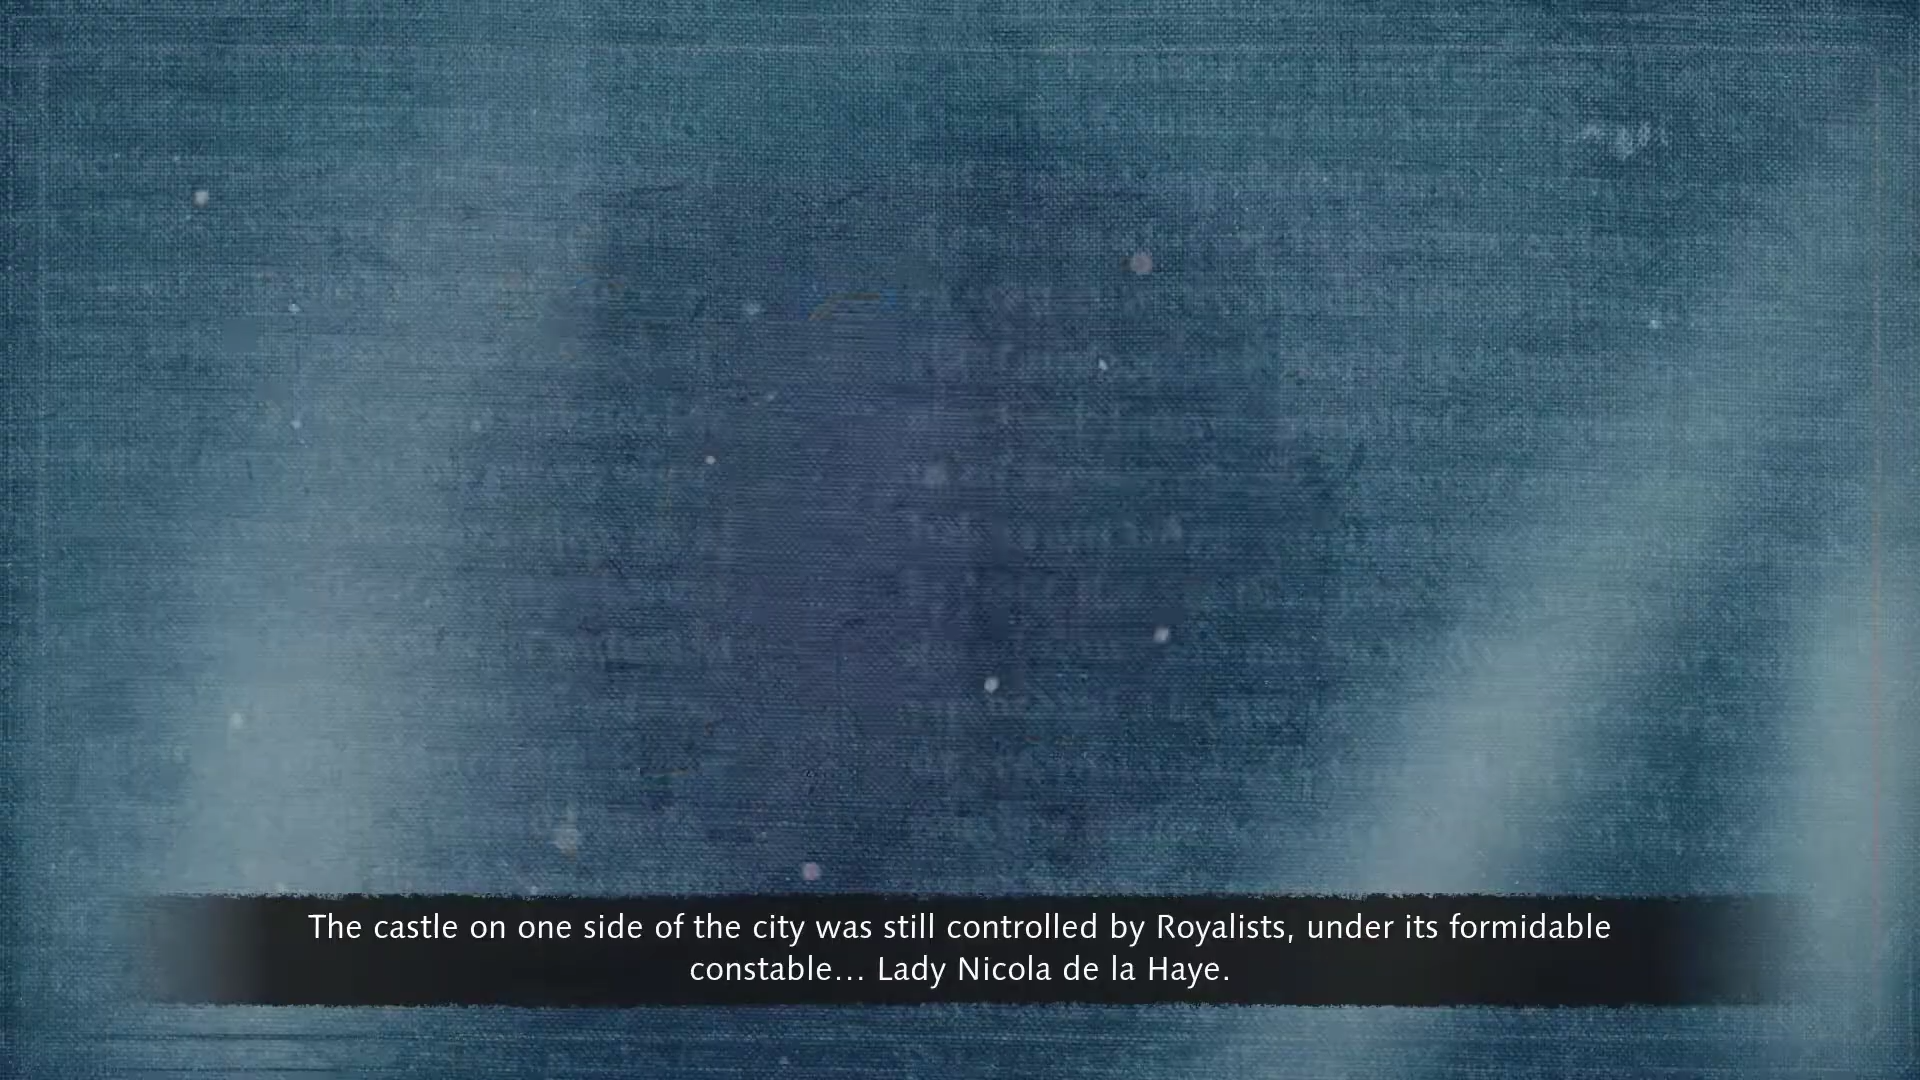 The castle on one side of the city was still controlled by Royalists, under its formidable
constable... Lady Nicola de la Haye.